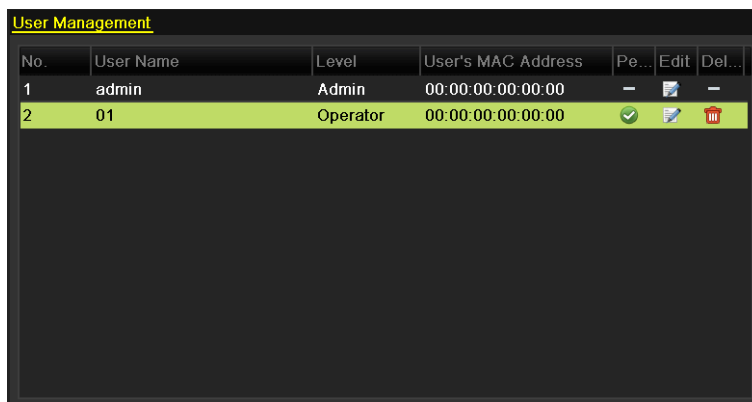 User Management
No. User Name Level User's MAC Address Pe... Edit Del...
1 admin Admin 00:00:00:00:00:00 –
2 01 Operator 00:00:00:00:00:00